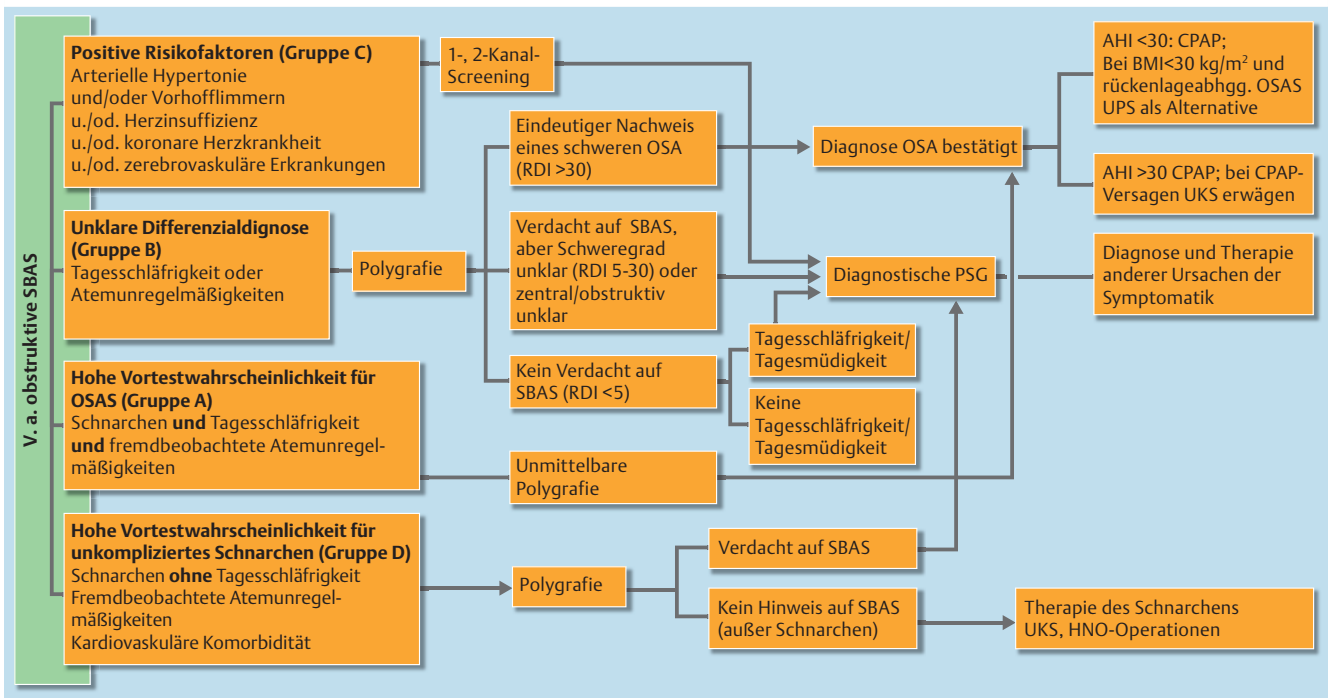 V. a. obstruktive SBAS
Positive Risikofaktoren (Gruppe C)
Arterielle Hypertonie
und/oder Vorhofflimmern
u./od. Herzinsuffizienz
u./od. koronare Herzkrankheit
u./od. zerebrovaskuläre Erkrankungen
1-, 2-Kanal-
Screening
Unklare Differenzialdignose
(Gruppe B)
Tagesschläfrigkeit oder
Atemunregelmäßigkeiten
Polygrafie
Eindeutiger Nachweis
eines schweren OSA
(RDI >30)
Verdacht auf SBAS,
aber Schweregrad
unklar (RDI 5-30) oder
zentral/obstruktiv
unklar
Kein Verdacht auf
SBAS (RDI <5)
Tagesschläfrigkeit/
Tagesmüdigkeit
Keine
Tagesschläfrigkeit/
Tagesmüdigkeit
Hohe Vortestwahrscheinlichkeit für
OSAS (Gruppe A)
Schnarchen und Tagesschläfrigkeit
und fremdbeobachtete Atemunregel-
mäßigkeiten
Unmittelbare
Polygrafie
Hohe Vortestwahrscheinlichkeit für
unkompliziertes Schnarchen (Gruppe D)
Schnarchen ohne Tagesschläfrigkeit
Fremdbeobachtete Atemunregel-
mäßigkeiten
Kardiovaskuläre Komorbidität
Polygrafie
Verdacht auf SBAS
Kein Hinweis auf SBAS
(außer Schnarchen)
Diagnose OSA bestätigt
Diagnostische PSG
AHI <30: CPAP;
Bei BMI<30 kg/m² und
rückenlageabhgg. OSAS
UPS als Alternative
AHI >30 CPAP; bei CPAP-
Versagen UKS erwägen
Diagnose und Therapie
anderer Ursachen der
Symptomatik
Therapie des Schnarchens
UKS, HNO-Operationen